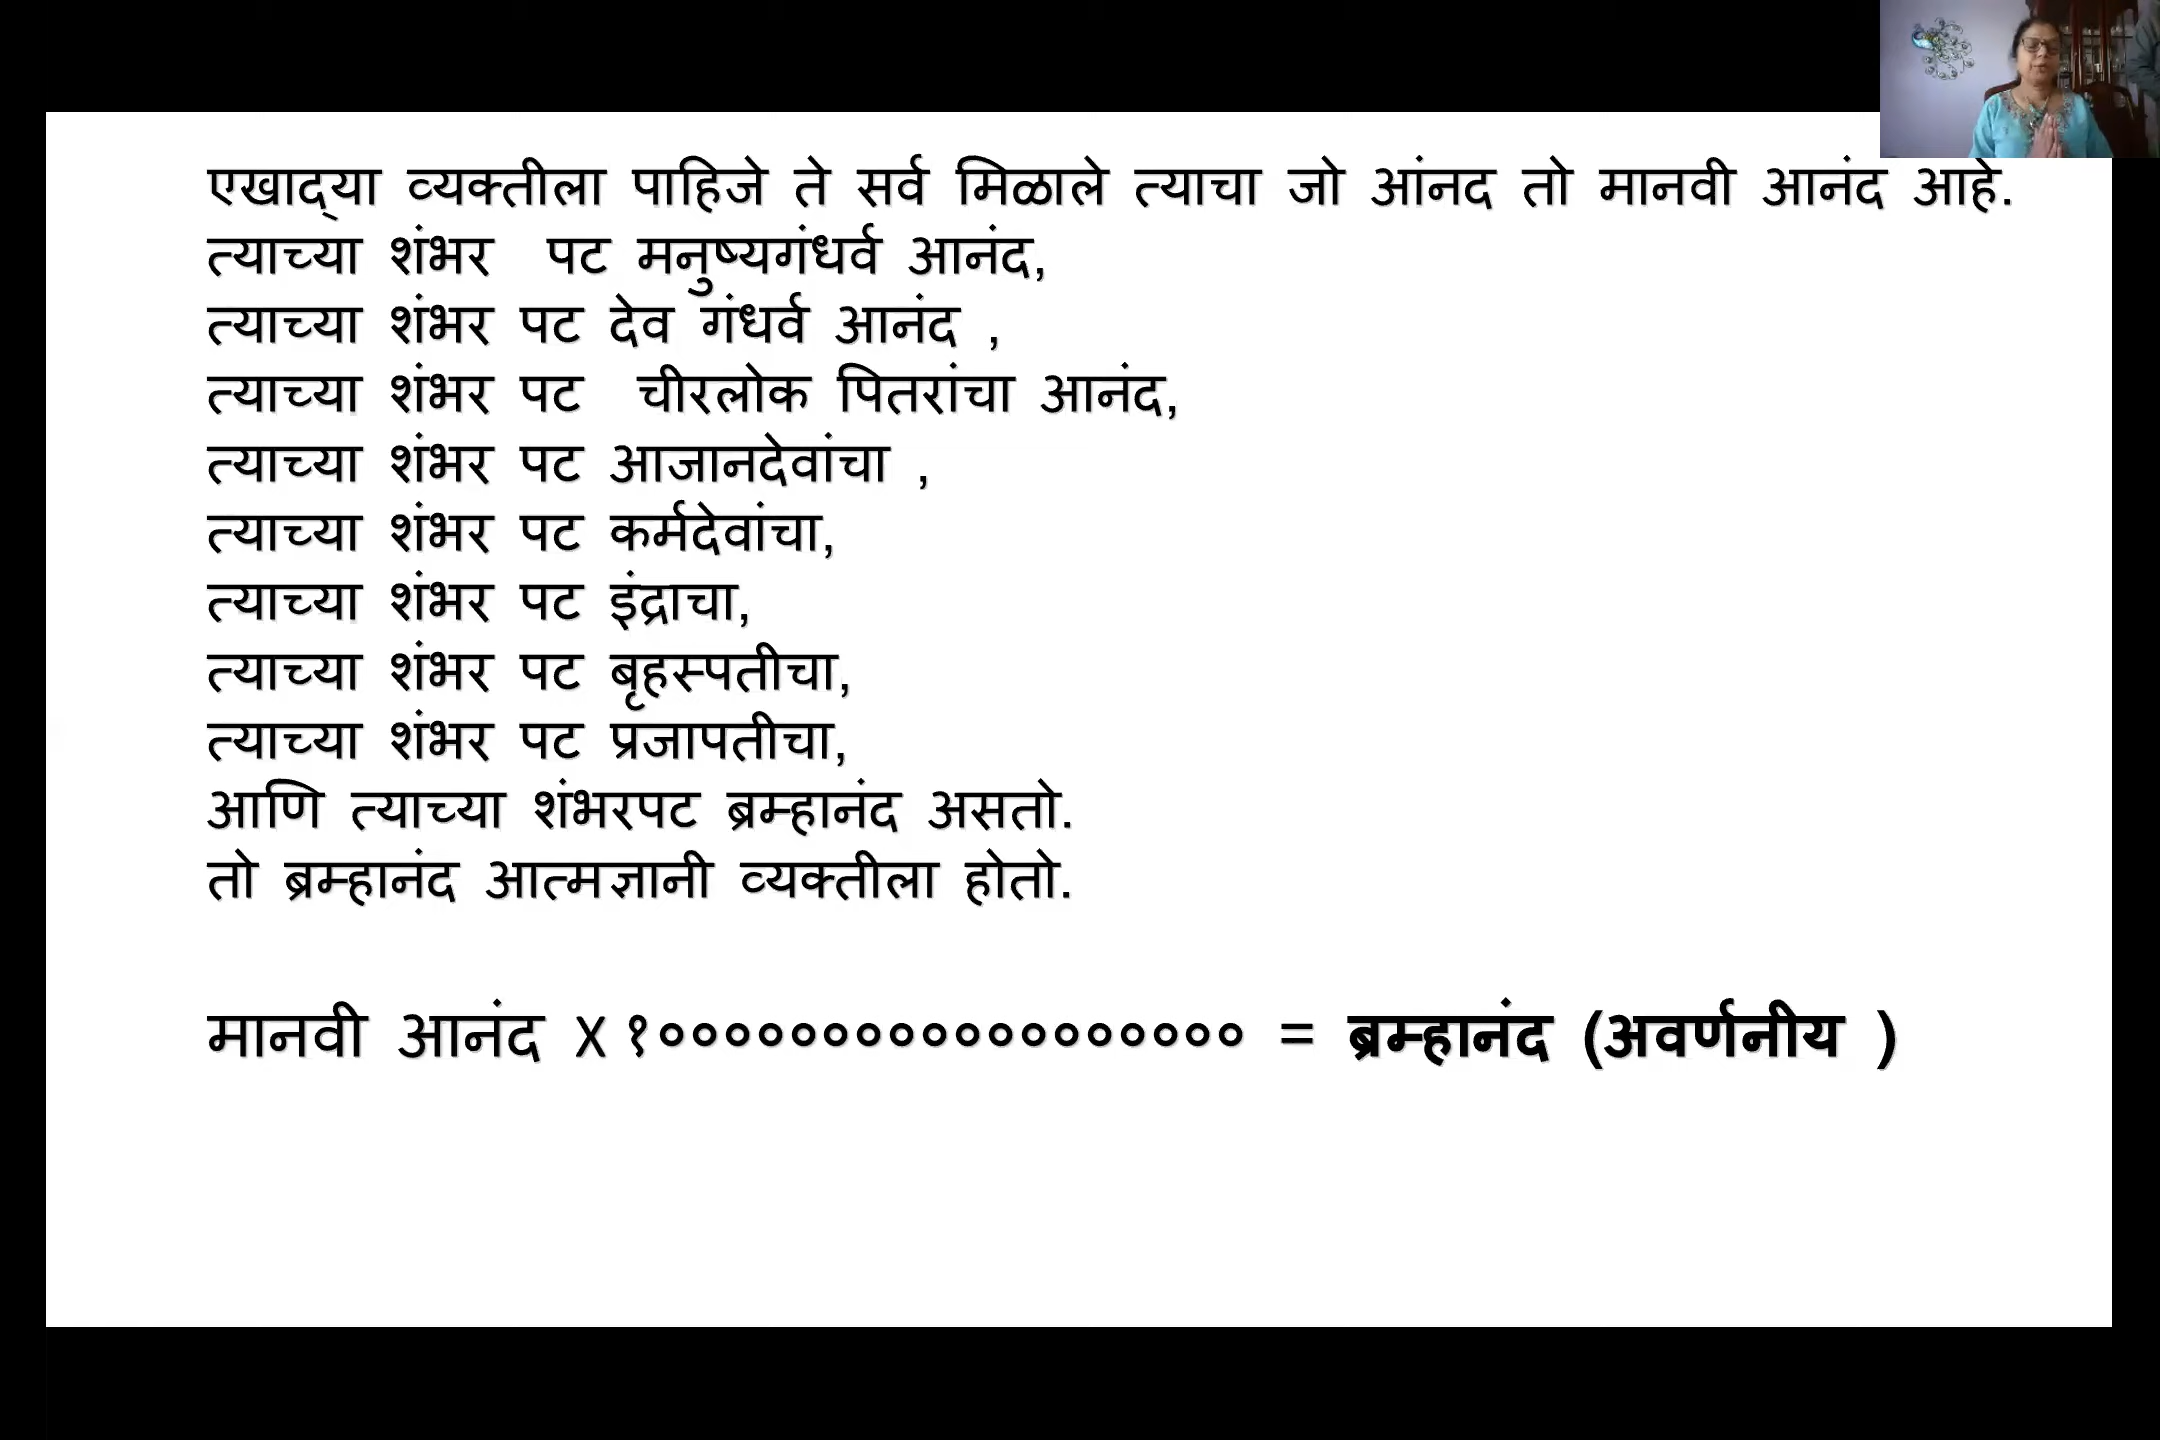 एखाद्‌या व्यक्तीला पाहिजे ते सर्व मिळाले त्याचा जो आंनद तो मानवी आनंद आहे.
त्याच्या शंभर पट मनुष्यगंधर्व आनंद,
त्याच्या शंभर पट देव गंधर्व आनंद ,
त्याच्या शंभर पट चीरलोक पितरांचा आनंद,
त्याच्या शंभर पट आजानदेवांचा ,
त्याच्या शंभर पट कर्मदेवांचा,
त्याच्या शंभर पट इंद्राचा,
त्याच्या शंभर पट बृहस्पतीचा,
त्याच्या शंभर पट प्रजापतीचा,
आणि त्याच्या शंभरपट ब्रम्हानंद असतो.
तो ब्रम्हानंद आत्मज्ञानी व्यक्तीला होतो.
मानवी आनंद X १०००००००००००००००००० = ब्रम्हानंद (अवर्णनीय )